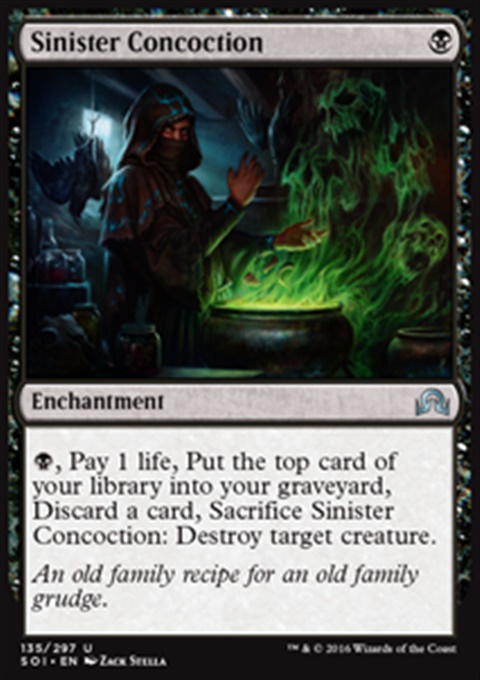 Sinister Concoction
Enchantment
, Pay 1 life, Put the top card of
your library into your graveyard,
Discard a card, Sacrifice Sinister
Concoction: Destroy target creature.
An old family recipe for an old family
grudge.
135/297 U
SOI • EN Zack Stella
™ & © 2016 Wizards of the Coast